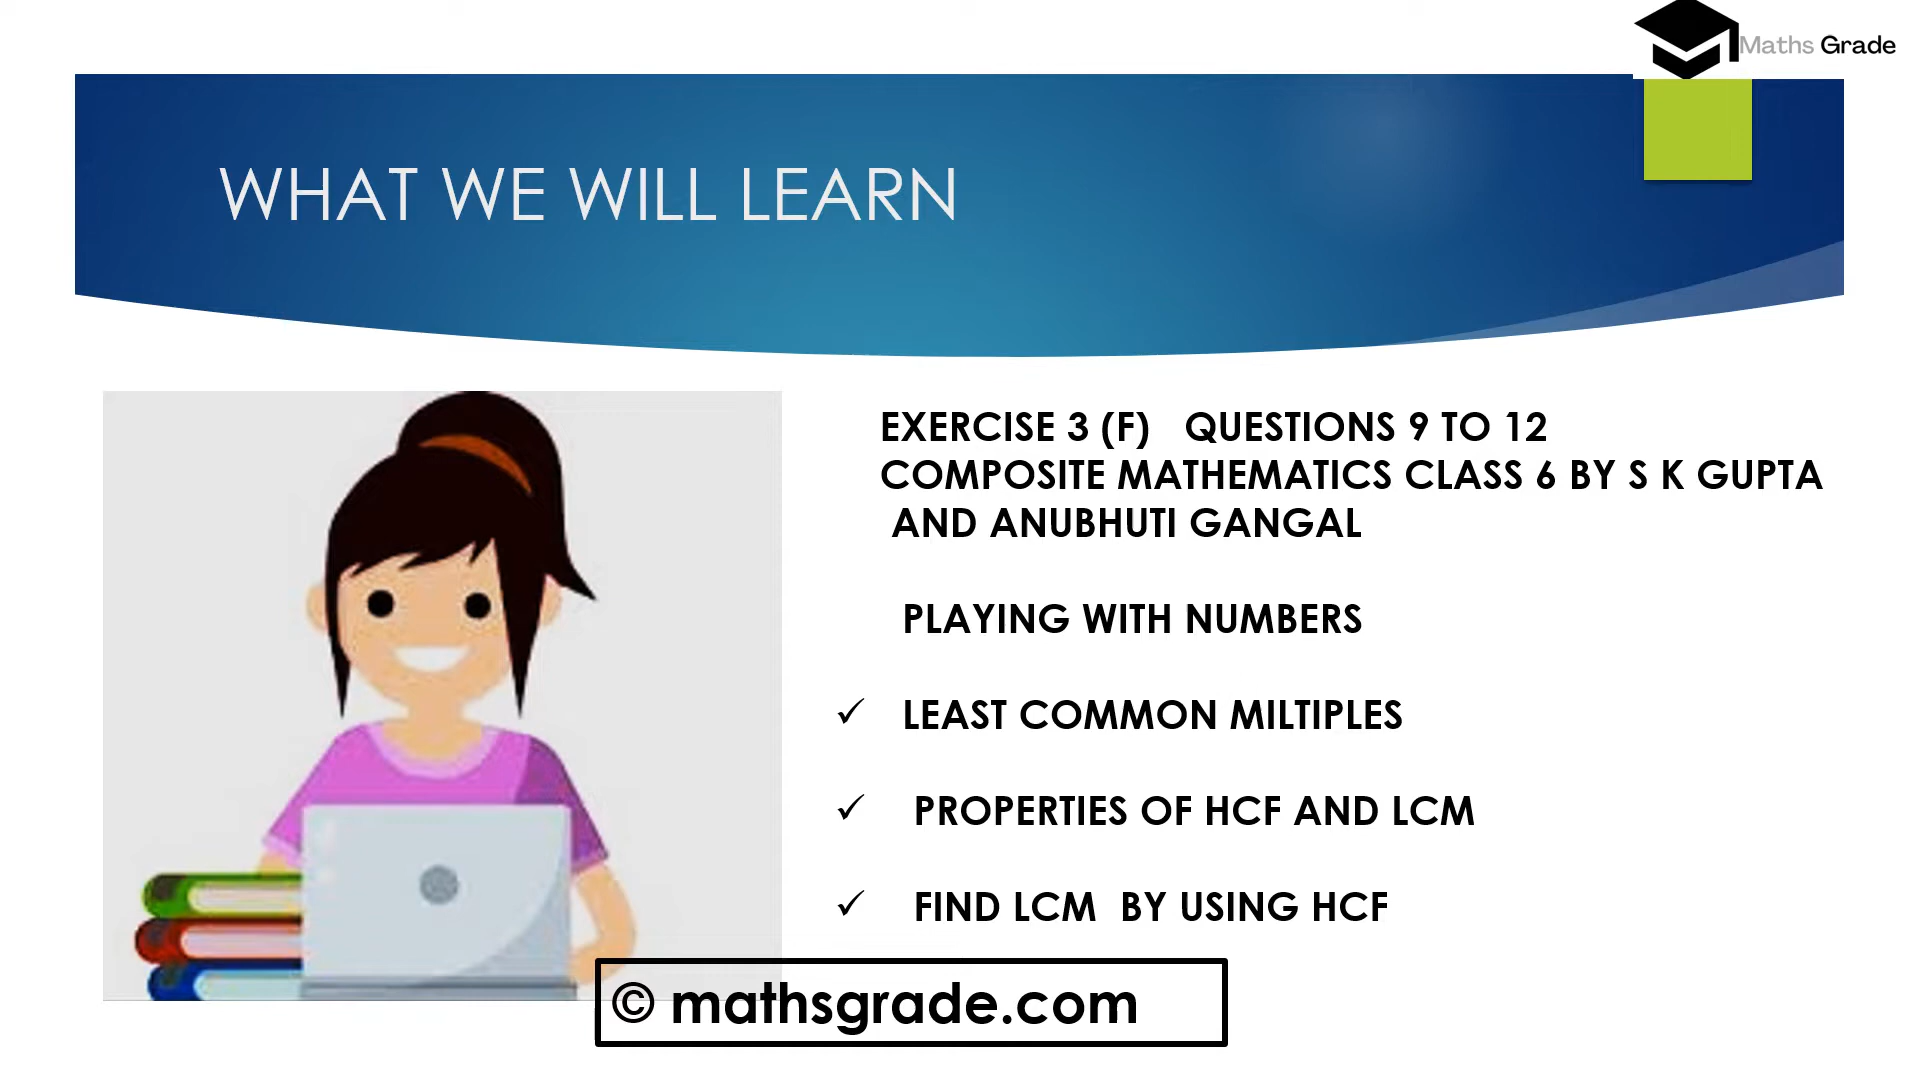 Maths Grade
WHAT WE WILL LEARN
EXERCISE 3 (F) QUESTIONS 9 TO 12
COMPOSITE MATHEMATICS CLASS 6 BY S K GUPTA
AND ANUBHUTI GANGAL
PLAYING WITH NUMBERS
✓ LEAST COMMON MILTIPLES
✓ PROPERTIES OF HCF AND LCM
✓ FIND LCM BY USING HCF
© mathsgrade.com